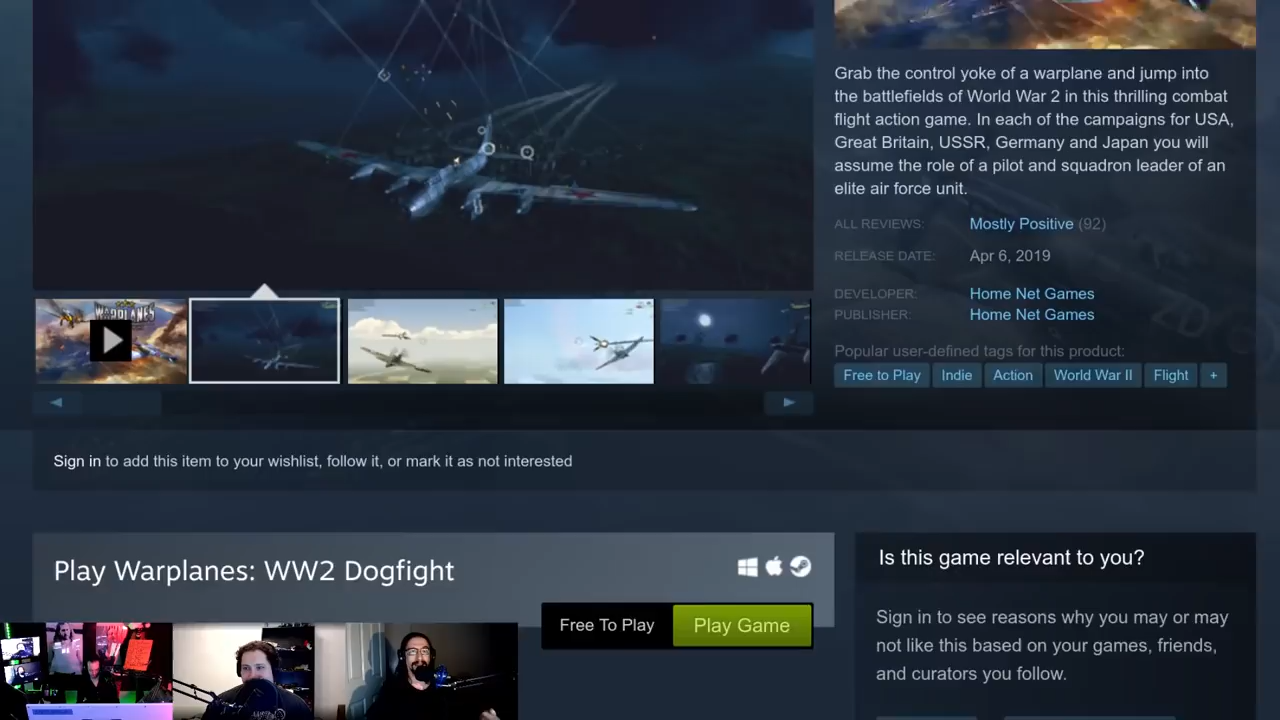 Grab the control yoke of a warplane and jump into
the battlefields of World War 2 in this thrilling combat
flight action game. In each of the campaigns for USA,
Great Britain, USSR, Germany and Japan you will
assume the role of a pilot and squadron leader of an
elite air force unit.
ALL REVIEWS: Mostly Positive (92)
RELEASE DATE: Apr 6, 2019
DEVELOPER: Home Net Games
PUBLISHER: Home Net Games
Popular user-defined tags for this product:
Free to Play Indie Action World War II Flight +
WARPLANES
Sign in to add this item to your wishlist, follow it, or mark it as not interested
Play Warplanes: WW2 Dogfight
Free To Play Play Game
Is this game relevant to you?
Sign in to see reasons why you may or may
not like this based on your games, friends,
and curators you follow.